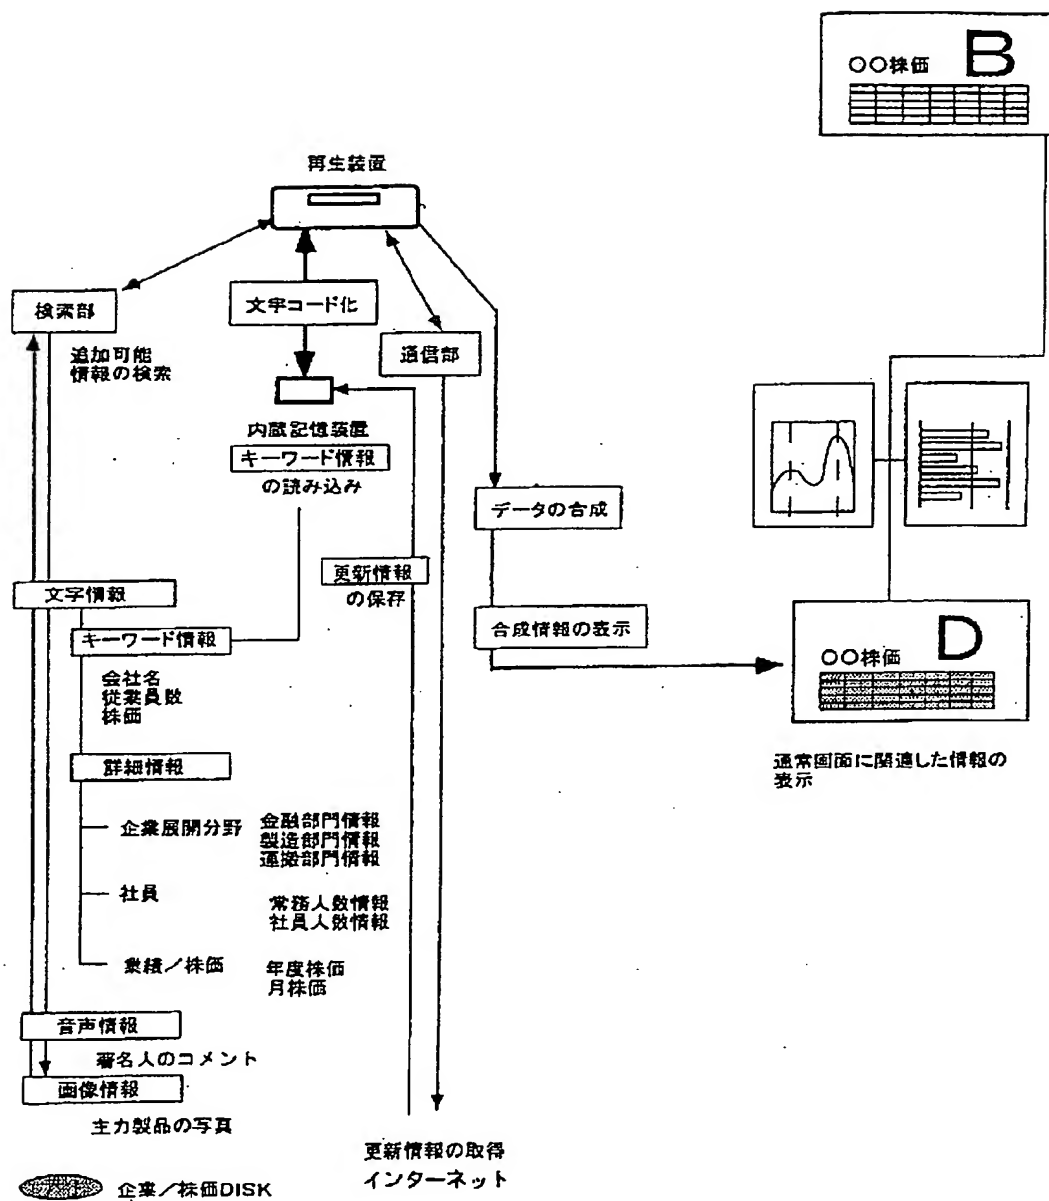 〇〇株価 B
再生装置
文字コード化
検索部
追加可能
情報の検索
通信部
内蔵記憶装置
キーワード情報
の読み込み
データの合成
更新情報
の保存
文字情報
キーワード情報
会社名
従業員数
株価
合成情報の表示
〇〇株価 D
通常画面に関連した情報の
表示
詳細情報
企業展開分野
金融部門情報
製造部門情報
運搬部門情報
社員
常務人数情報
社員人数情報
業績／株価
年度株価
月株価
音声情報
著名人のコメント
画像情報
主力製品の写真
更新情報の取得
インターネット
企業／株価DISK